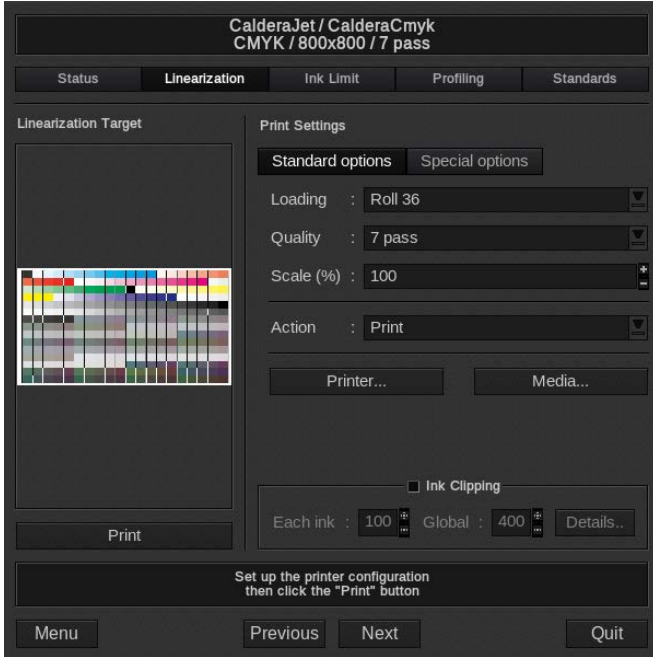 CalderaJet / CalderaCmyk
CMYK / 800x800 / 7 pass
Status Linearization Ink Limit Profiling Standards
Linearization Target
Print Settings
Standard options Special options
Loading : Roll 36
Quality : 7 pass
Scale (%) : 100
Action : Print
Printer... Media...
Ink Clipping
Each ink : 100 Global : 400 Details..
Print
Set up the printer configuration
then click the "Print" button
Menu Previous Next Quit